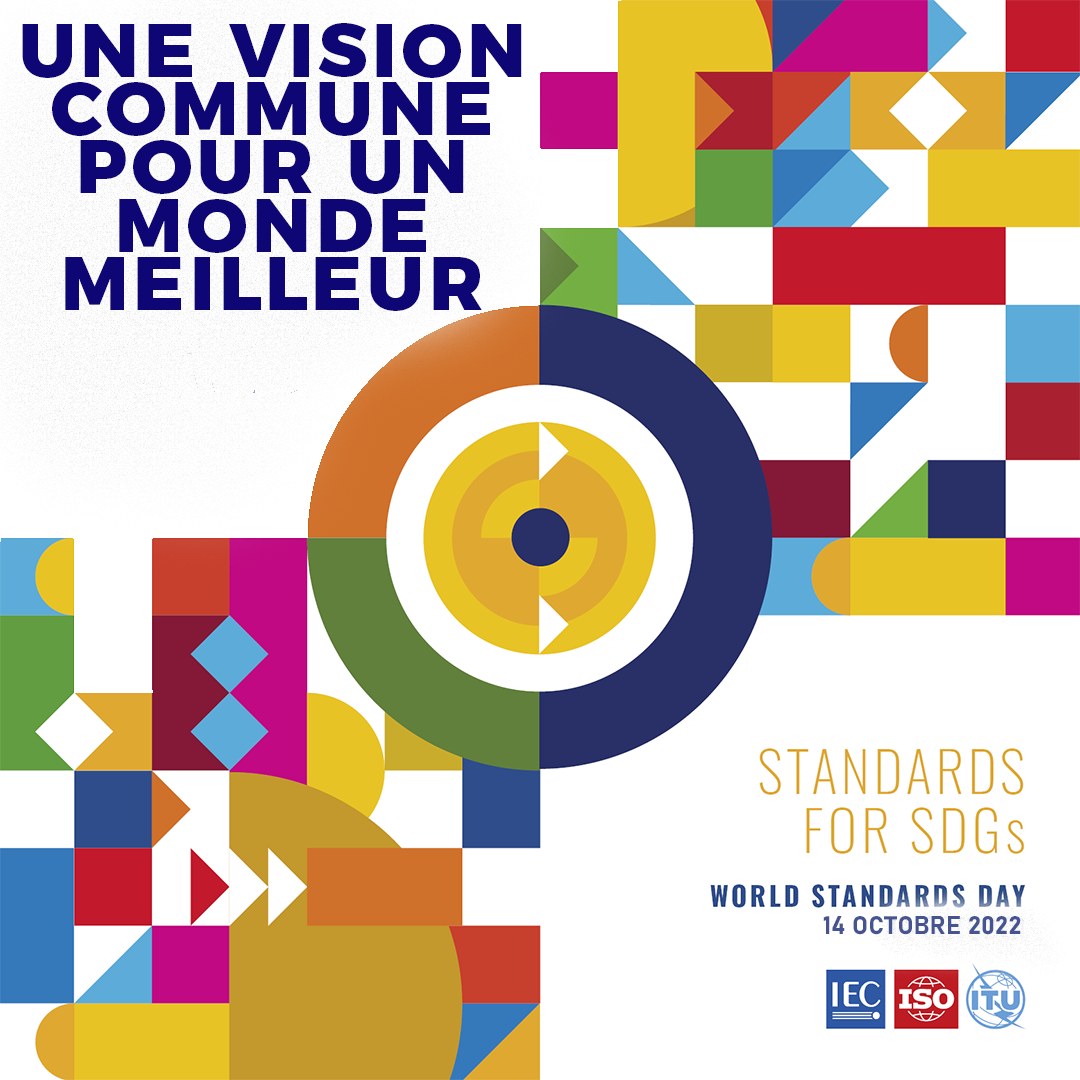 UNE VISION
COMMUNE
POUR UN
MONDE
MEILLEUR
STANDARDS
FOR SDGs
WORLD STANDARDS DAY
14 OCTOBRE 2022
IEC ISO ITU